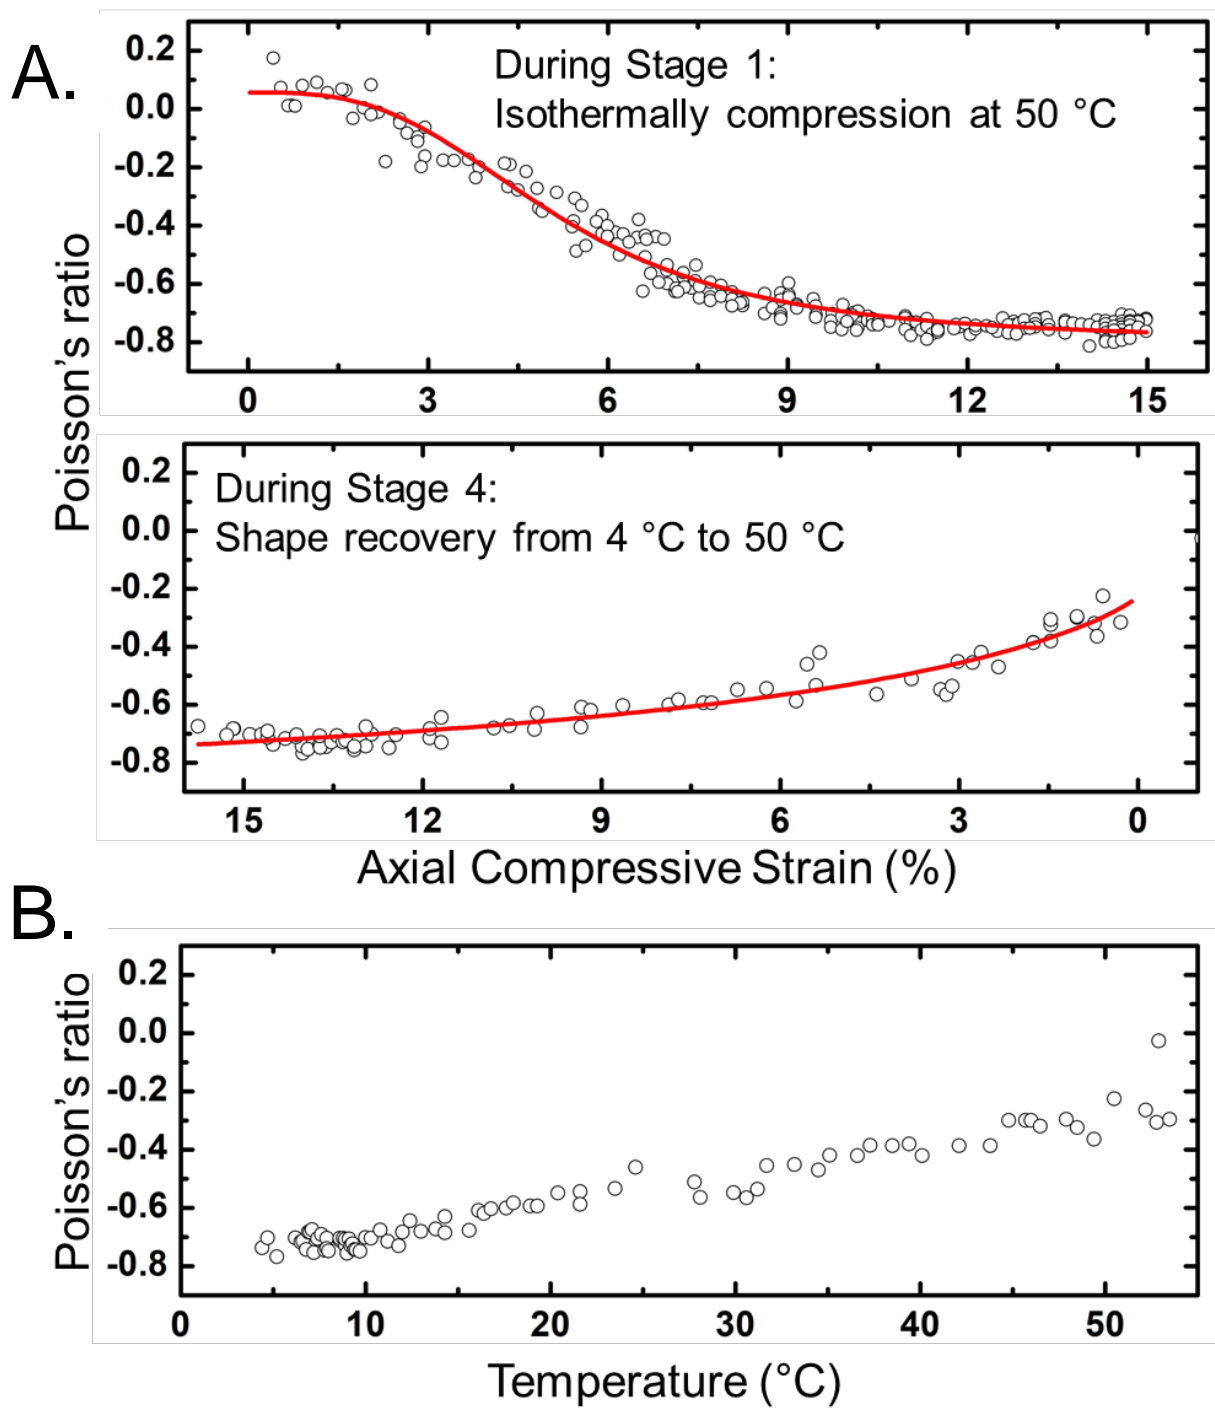 A.
Poisson's ratio
0.2
0.0
-0.2
-0.4
-0.6
-0.8
During Stage 1:
Isothermally compression at 50 °C
0 3 6 9 12 15
0.2
0.0
-0.2
-0.4
-0.6
-0.8
During Stage 4:
Shape recovery from 4 °C to 50 °C
15 12 9 6 3 0
Axial Compressive Strain (%)
B.
Poisson's ratio
0.2
0.0
-0.2
-0.4
-0.6
-0.8
0 10 20 30 40 50
Temperature (°C)